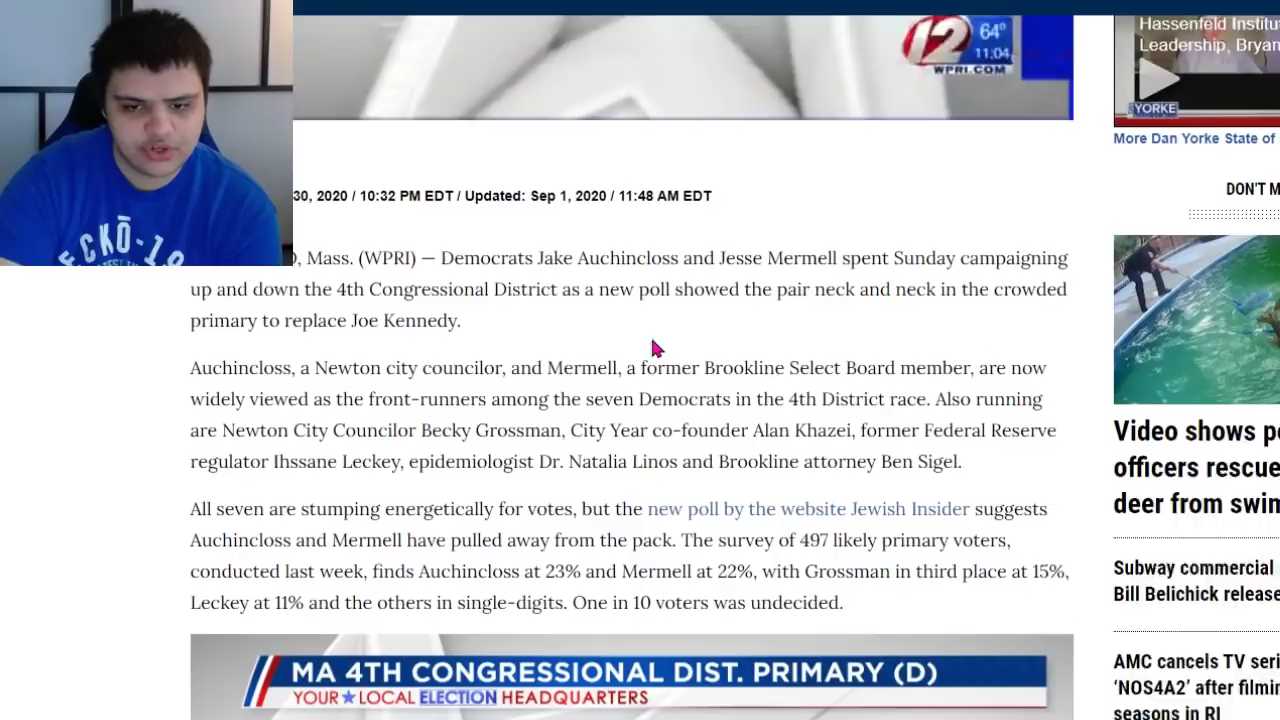 Hassenfeld Institu
Leadership, Bryan
12
64°
11:04
WPRI.COM
YORKE
More Dan Yorke State of
30, 2020 / 10:32 PM EDT / Updated: Sep 1, 2020 / 11:48 AM EDT
DON'T M
ECKŌ-19
, Mass. (WPRI) — Democrats Jake Auchincloss and Jesse Mermell spent Sunday campaigning
up and down the 4th Congressional District as a new poll showed the pair neck and neck in the crowded
primary to replace Joe Kennedy.
Auchincloss, a Newton city councilor, and Mermell, a former Brookline Select Board member, are now
widely viewed as the front-runners among the seven Democrats in the 4th District race. Also running
are Newton City Councilor Becky Grossman, City Year co-founder Alan Khazei, former Federal Reserve
regulator Ihssane Leckey, epidemiologist Dr. Natalia Linos and Brookline attorney Ben Sigel.
All seven are stumping energetically for votes, but the new poll by the website Jewish Insider suggests
Auchincloss and Mermell have pulled away from the pack. The survey of 497 likely primary voters,
conducted last week, finds Auchincloss at 23% and Mermell at 22%, with Grossman in third place at 15%,
Leckey at 11% and the others in single-digits. One in 10 voters was undecided.
Video shows p
officers rescue
deer from swin
Subway commercial
Bill Belichick release
AMC cancels TV seri
'NOS4A2' after filmin
seasons in RI
MA 4TH CONGRESSIONAL DIST. PRIMARY (D)
YOUR LOCAL ELECTION HEADQUARTERS